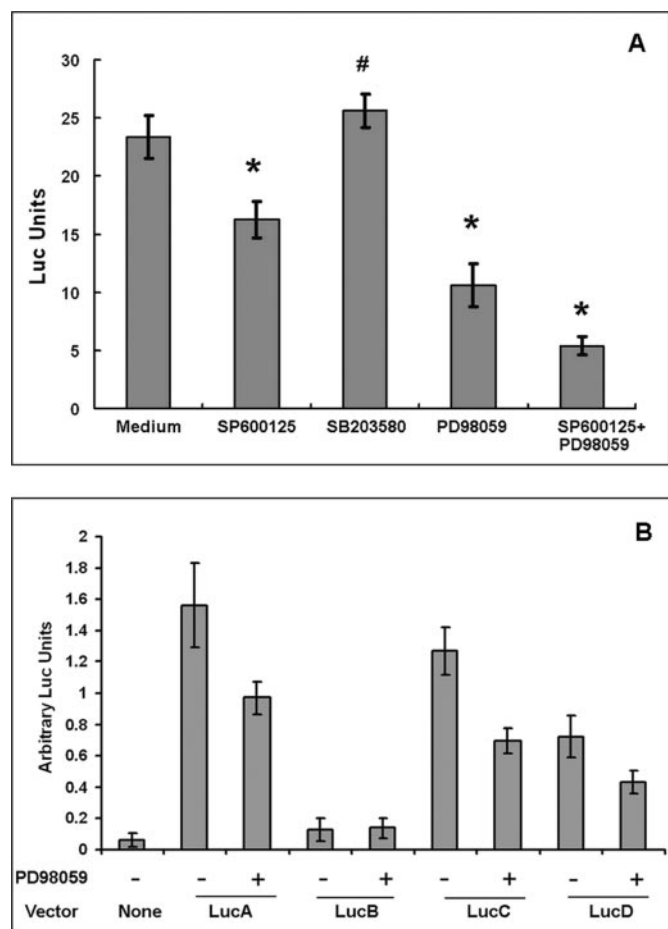 A
30
#
25
*
20
*
15
*
10
5
0
Luc Units
Medium SP600125 SB203580 PD98059 SP600125+
PD98059
B
2
1.8
1.6
1.4
1.2
1
0.8
0.6
0.4
0.2
0
Arbitrary Luc Units
PD98059 - - + - + - + - +
Vector None LucA LucB LucC LucD